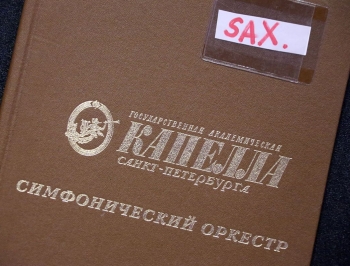 SAX.
ГОСУДАРСТВЕННАЯ АКАДЕМИЧЕСКАЯ
КАПЕЛЛА
САНКТ-ПЕТЕРБУРГА
СИМФОНИЧЕСКИЙ ОРКЕСТР